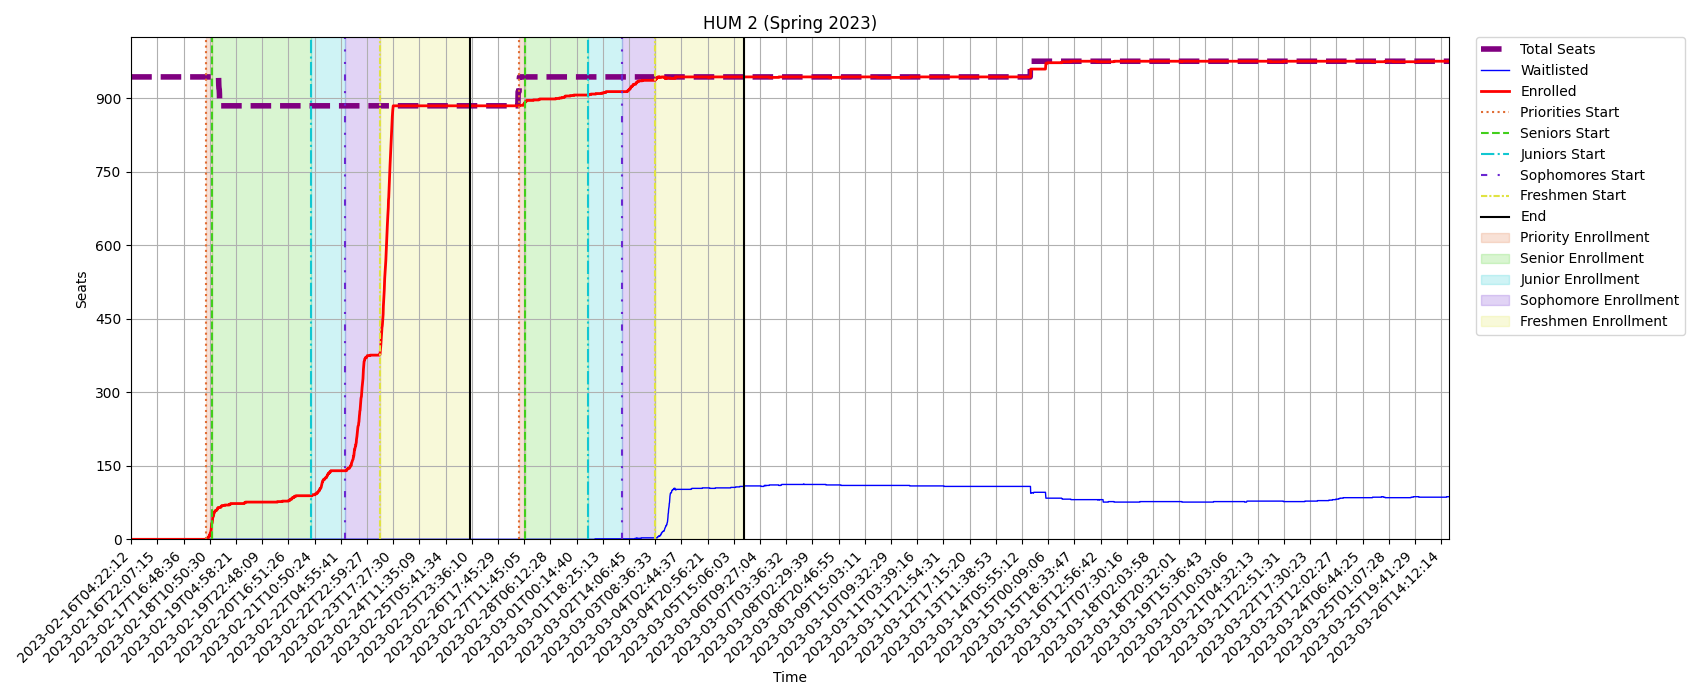 HUM 2 (Spring 2023)
Seats
900
750
600
450
300
150
0
2023-02-16T04:22:12
2023-02-16T22:07:15
2023-02-17T16:48:36
2023-02-18T10:50:30
2023-02-19T04:58:21
2023-02-19T22:48:09
2023-02-20T16:51:26
2023-02-21T10:50:24
2023-02-22T04:55:41
2023-02-22T22:59:27
2023-02-23T17:27:30
2023-02-24T11:35:09
2023-02-25T05:41:34
2023-02-25T23:36:10
2023-02-26T17:45:29
2023-02-27T11:45:05
2023-02-28T06:12:28
2023-03-01T00:14:40
2023-03-01T18:25:13
2023-03-02T14:06:45
2023-03-03T08:36:33
2023-03-04T02:44:37
2023-03-04T20:56:21
2023-03-05T15:06:03
2023-03-06T09:27:04
2023-03-07T03:36:32
2023-03-08T02:29:39
2023-03-08T20:46:55
2023-03-09T15:03:11
2023-03-10T09:32:29
2023-03-11T03:39:16
2023-03-11T21:54:31
2023-03-12T17:15:20
2023-03-13T11:38:53
2023-03-14T05:55:12
2023-03-15T00:09:06
2023-03-15T18:33:47
2023-03-16T12:56:42
2023-03-17T07:30:16
2023-03-18T02:03:58
2023-03-18T20:32:01
2023-03-19T15:36:43
2023-03-20T10:03:06
2023-03-21T04:32:13
2023-03-21T22:51:31
2023-03-22T17:30:23
2023-03-23T12:02:27
2023-03-24T06:44:25
2023-03-25T01:07:28
2023-03-25T19:41:29
2023-03-26T14:12:14
Time
Total Seats
Waitlisted
Enrolled
Priorities Start
Seniors Start
Juniors Start
Sophomores Start
Freshmen Start
End
Priority Enrollment
Senior Enrollment
Junior Enrollment
Sophomore Enrollment
Freshmen Enrollment